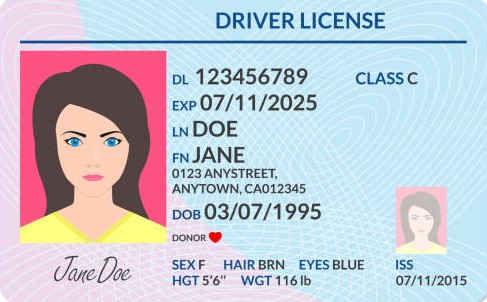 DRIVER LICENSE
DL 123456789 CLASS C
EXP 07/11/2025
LN DOE
FN JANE
0123 ANYSTREET,
ANYTOWN, CA012345
DOB 03/07/1995
DONOR
Jane Doe
SEX F HAIR BRN EYES BLUE ISS
HGT 5'6" WGT 116 lb 07/11/2015